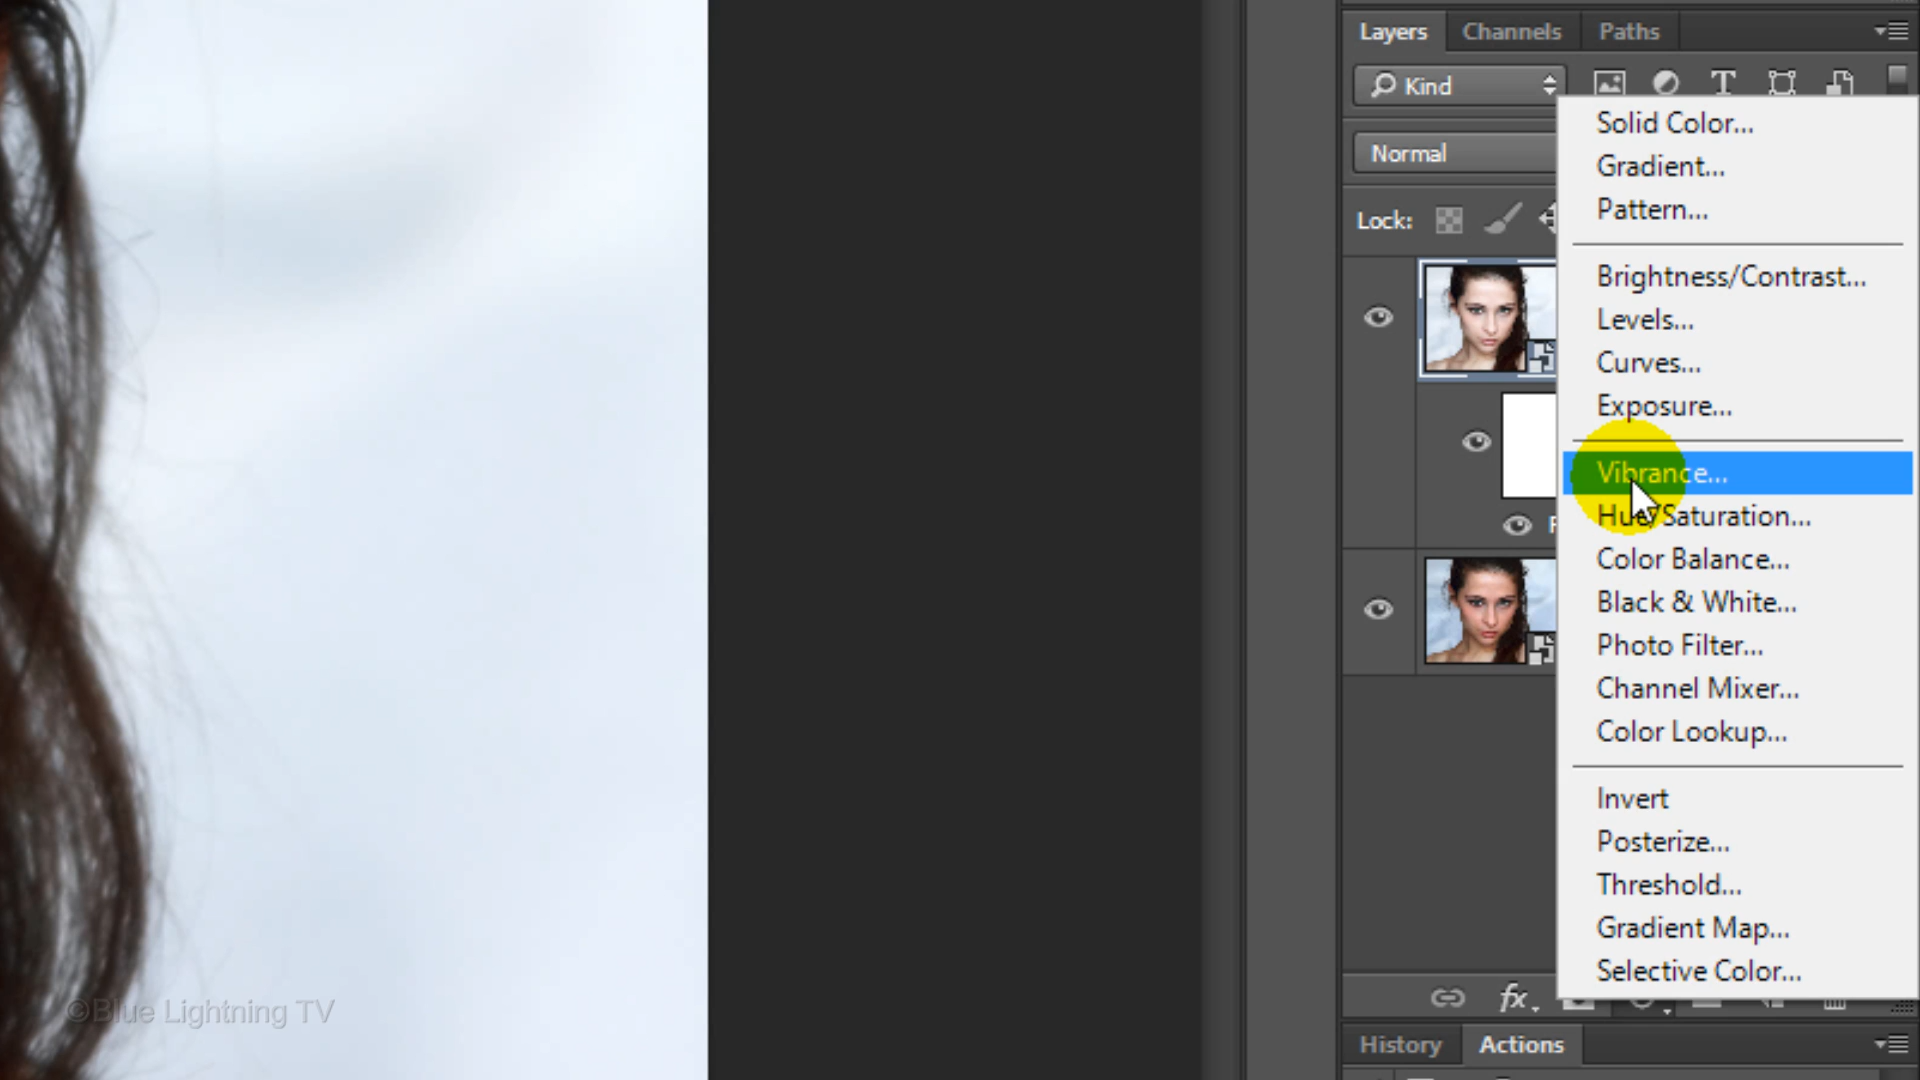 Layers Channels Paths
Kind
Normal
Lock:
Solid Color...
Gradient...
Pattern...
Brightness/Contrast...
Levels...
Curves...
Exposure...
Vibrance...
Hue/Saturation...
Color Balance...
Black & White...
Photo Filter...
Channel Mixer...
Color Lookup...
Invert
Posterize...
Threshold...
Gradient Map...
Selective Color...
fx
©Blue Lightning TV
History Actions